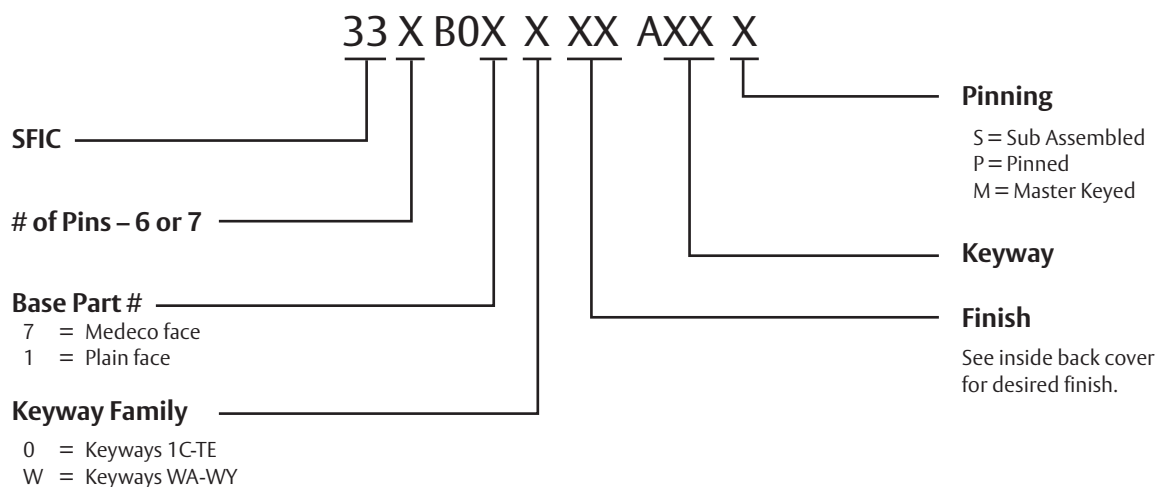 33 X B0X X XX AXX X
SFIC
# of Pins – 6 or 7
Base Part #
7 = Medeco face
1 = Plain face
Keyway Family
0 = Keyways 1C-TE
W = Keyways WA-WY
Pinning
S = Sub Assembled
P = Pinned
M = Master Keyed
Keyway
Finish
See inside back cover
for desired finish.